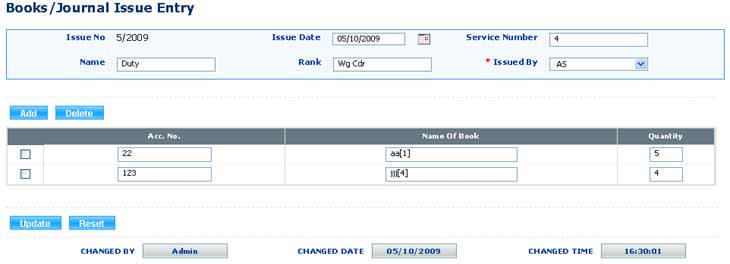 Books/Journal Issue Entry
Issue No 5/2009 Issue Date 05/10/2009 Service Number 4
Name Duty Rank Wg Cdr * Issued By AS
Add Delete
Acc. No. Name Of Book Quantity
22 aa[1] 5
123 jjj[4] 4
Update Reset
CHANGED BY Admin CHANGED DATE 05/10/2009 CHANGED TIME 16:30:01